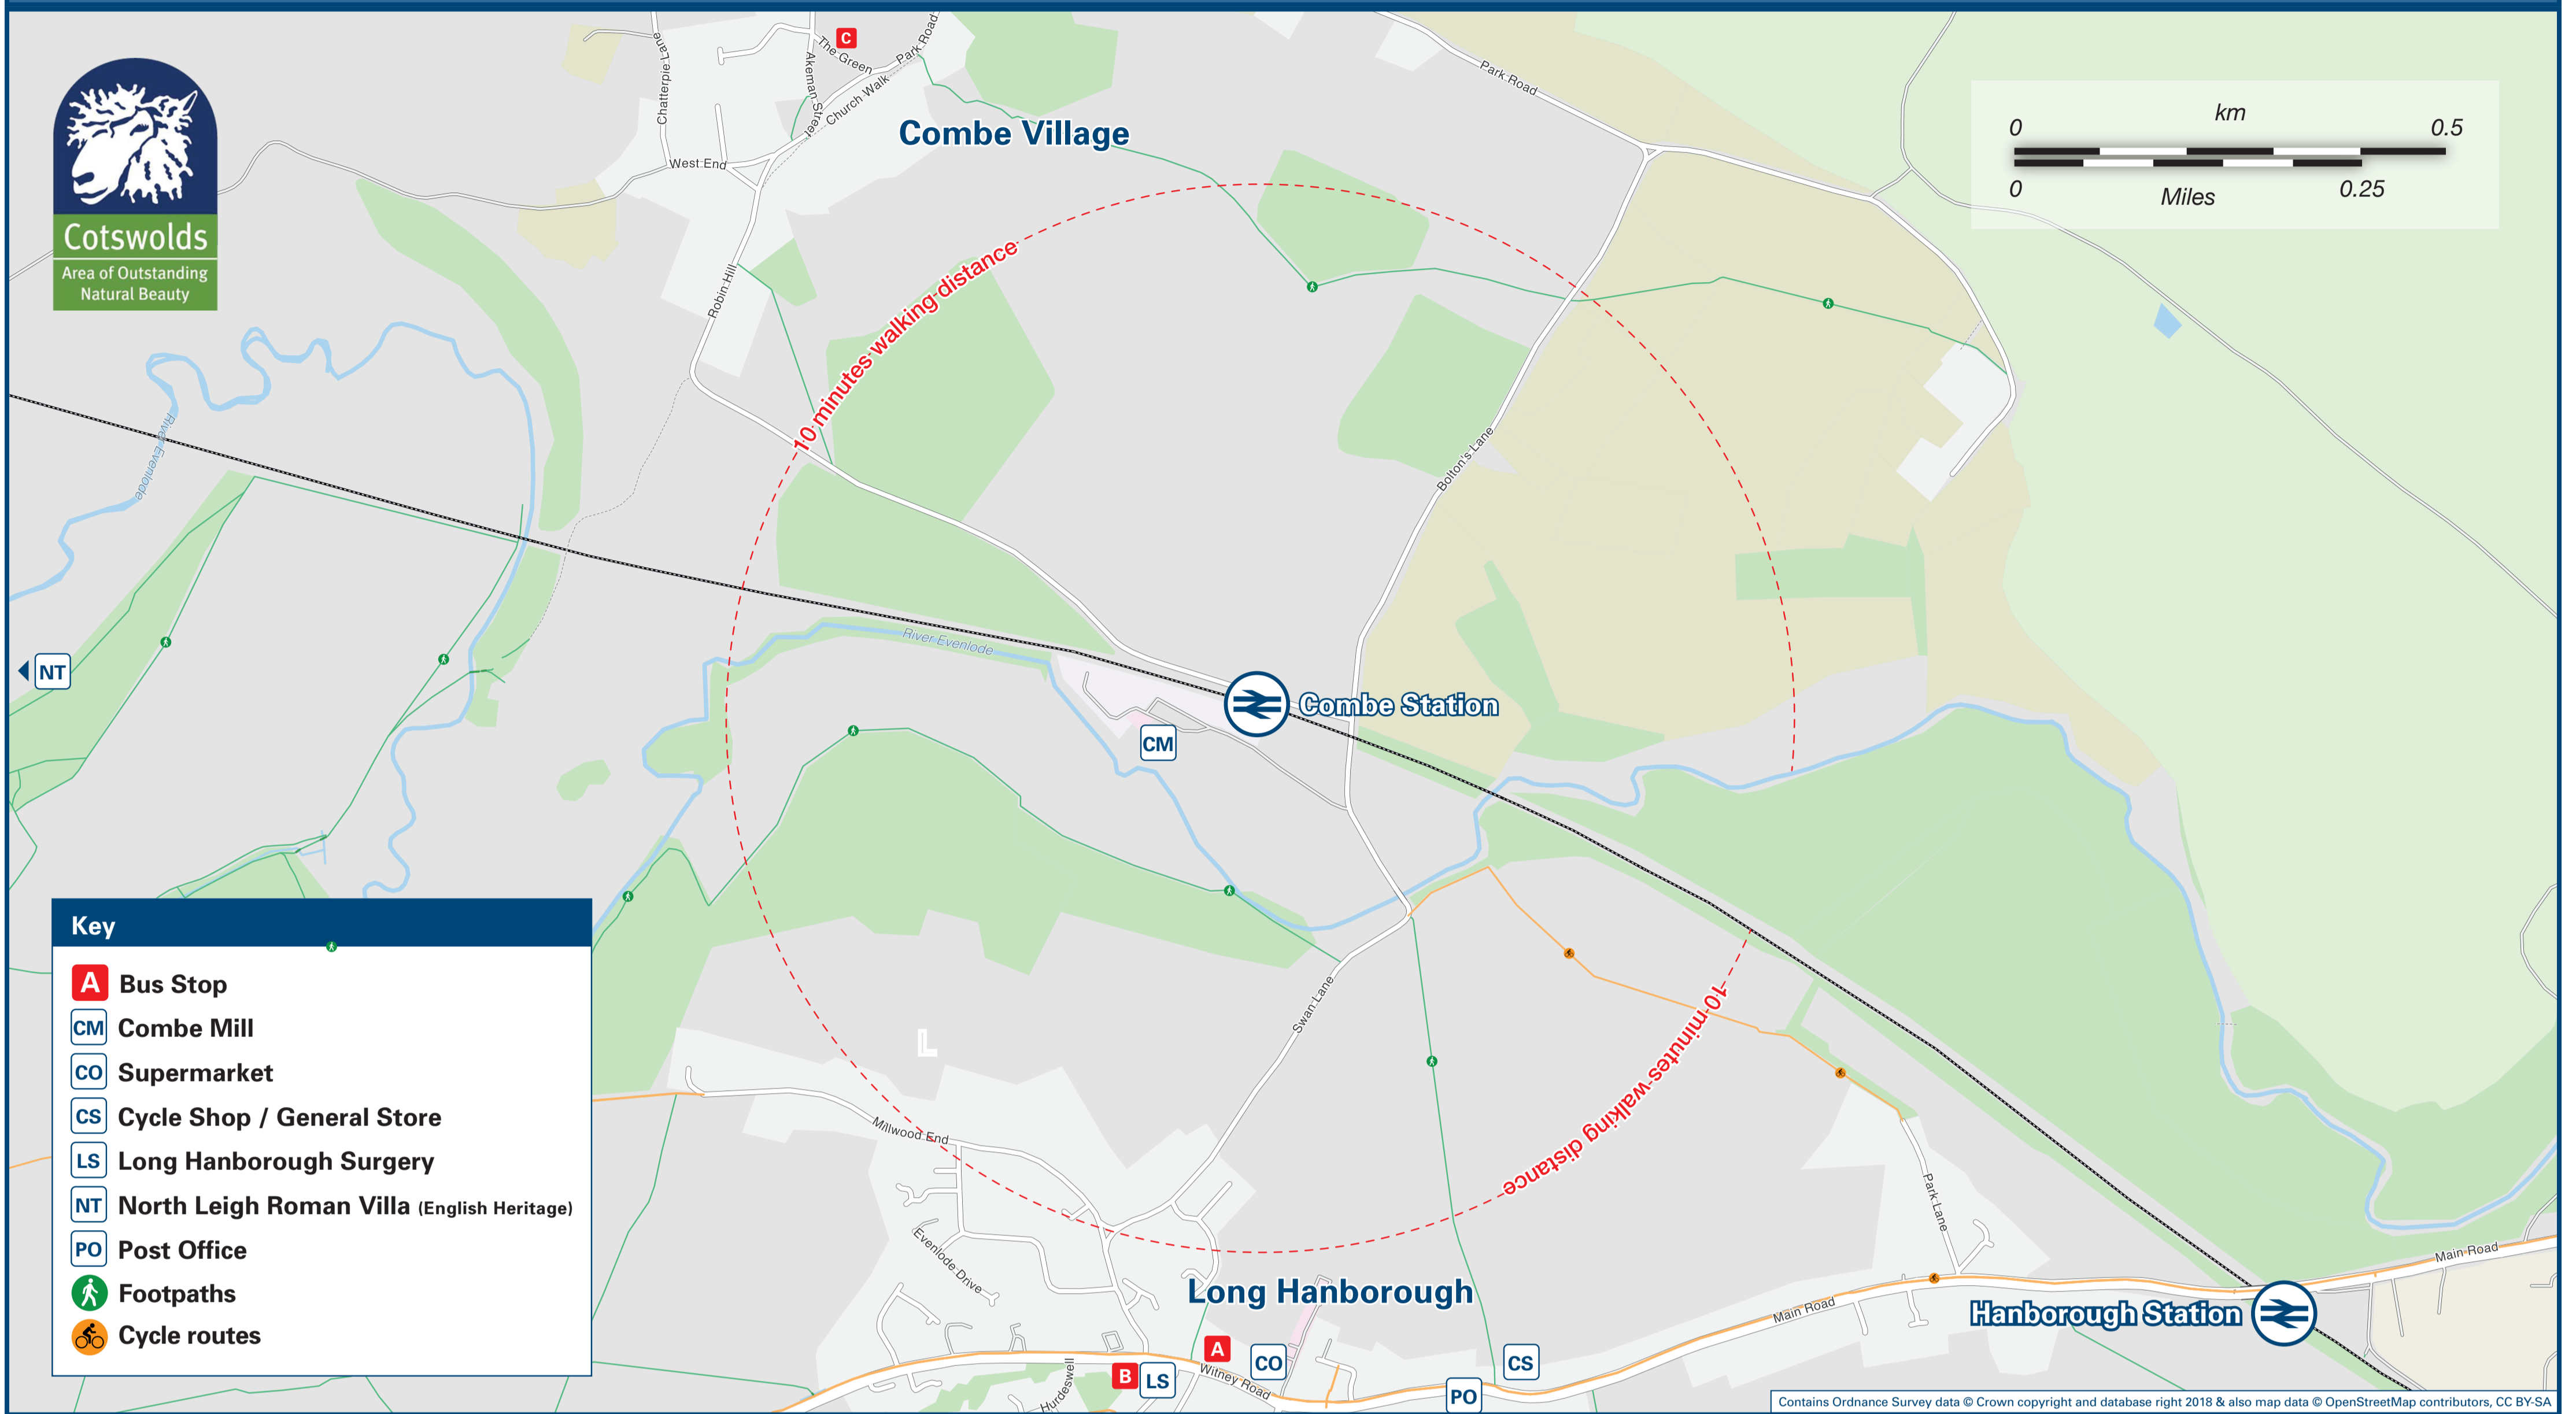 C
The Green
Park Road
Chatterpie Lane
Akeman Street
Church Walk
Park Road
Combe Village
West End
km
0
0.5
0
0.25
Miles
Cotswolds
Area of Outstanding
Natural Beauty
Robin Hill
10 minutes walking distance
River Evenlode
Bolton's Lane
River Evenlode
NT
Combe Station
CM
Key
A Bus Stop
CM Combe Mill
CO Supermarket
CS Cycle Shop / General Store
LS Long Hanborough Surgery
NT North Leigh Roman Villa (English Heritage)
PO Post Office
Footpaths
Cycle routes
L
Swan Lane
10 minutes walking distance
Millwood End
Evenlode Drive
Park Lane
Long Hanborough
Main Road
Main Road
Hanborough Station
A
CO
CS
B
LS
Witney Road
Hurdeswell
PO
Contains Ordnance Survey data © Crown copyright and database right 2018 & also map data © OpenStreetMap contributors, CC BY-SA